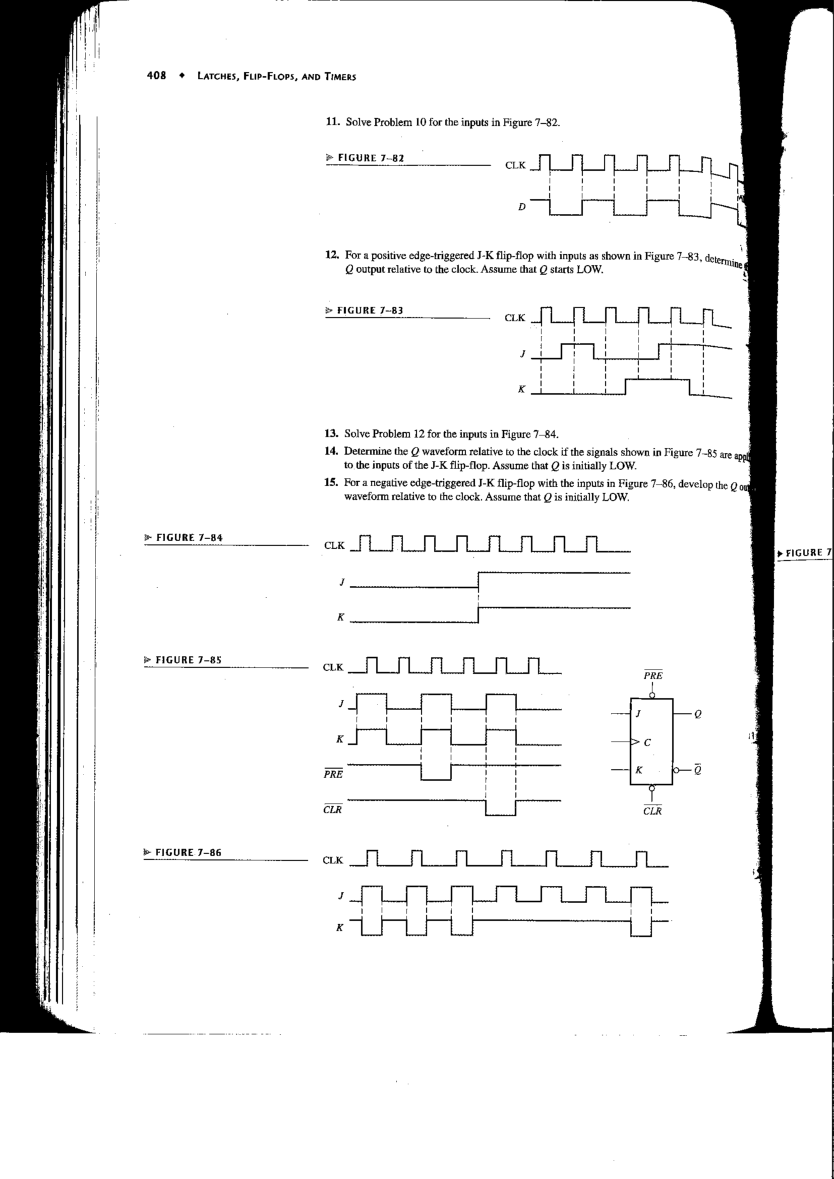 408 ◆ LATCHES, FLIP-FLOPS, AND TIMERS
11. Solve Problem 10 for the inputs in Figure 7–82.
▶ FIGURE 7–82
CLK
D
12. For a positive edge-triggered J-K flip-flop with inputs as shown in Figure 7–83, determine
Q output relative to the clock. Assume that Q starts LOW.
▶ FIGURE 7–83
CLK
J
K
13. Solve Problem 12 for the inputs in Figure 7–84.
14. Determine the Q waveform relative to the clock if the signals shown in Figure 7–85 are
to the inputs of the J-K flip-flop. Assume that Q is initially LOW.
15. For a negative edge-triggered J-K flip-flop with the inputs in Figure 7–86, develop the Q
waveform relative to the clock. Assume that Q is initially LOW.
▶ FIGURE 7–84
CLK
J
K
▶ FIGURE 7
▶ FIGURE 7–85
CLK
J
K
PRE
CLR
PRE
J
Q
C
K
Q
CLR
▶ FIGURE 7–86
CLK
J
K